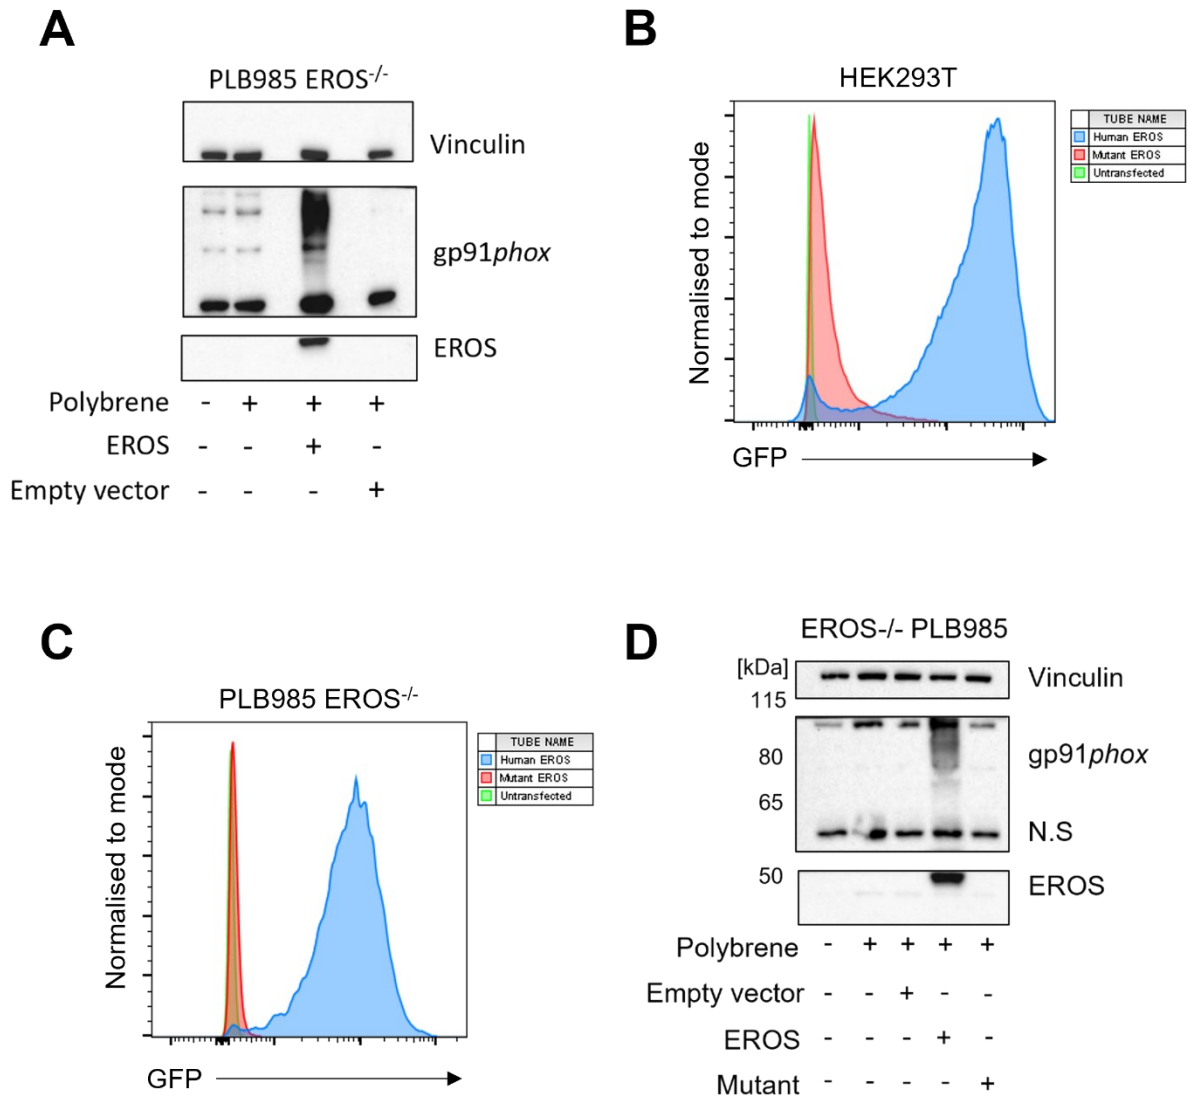 A
PLB985 EROS-/-
Vinculin
gp91phox
EROS
Polybrene - + + +
EROS - - + -
Empty vector - - - +
B
HEK293T
Normalised to mode
GFP
TUBE NAME
Human EROS
Mutant EROS
Untransfected
C
PLB985 EROS-/-
Normalised to mode
GFP
TUBE NAME
Human EROS
Mutant EROS
Untransfected
D
EROS-/- PLB985
[kDa]
115
80
65
50
Vinculin
gp91phox
N.S
EROS
Polybrene - + + + +
Empty vector - - + - -
EROS - - - + -
Mutant - - - - +